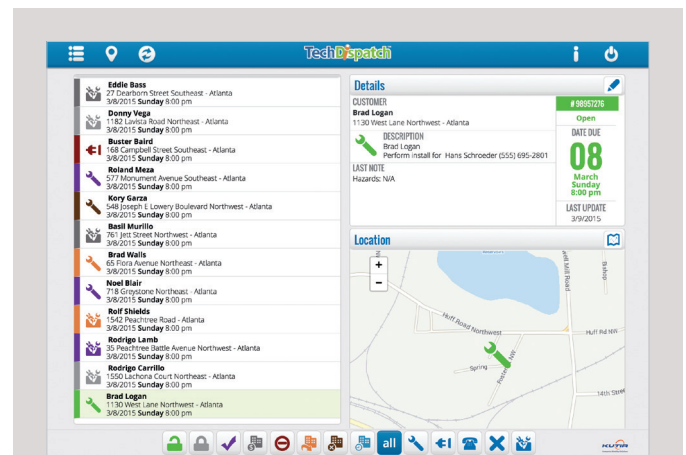 TechDispatch
Eddie Bass
27 Dearborn Street Southeast - Atlanta
3/8/2015 Sunday 8:00 pm
Donny Vega
1182 Lavista Road Northeast - Atlanta
3/8/2015 Sunday 8:00 pm
Buster Baird
168 Campbell Street Southeast - Atlanta
3/8/2015 Sunday 8:00 pm
Roland Meza
577 Monument Avenue Southeast - Atlanta
3/8/2015 Sunday 8:00 pm
Kory Garza
548 Joseph E Lowery Boulevard Northwest - Atlanta
3/8/2015 Sunday 8:00 pm
Basil Murillo
761 Jett Street Northwest - Atlanta
3/8/2015 Sunday 8:00 pm
Brad Walls
65 Flora Avenue Northeast - Atlanta
3/8/2015 Sunday 8:00 pm
Noel Blair
718 Greystone Northeast - Atlanta
3/8/2015 Sunday 8:00 pm
Rolf Shields
1542 Peachtree Road - Atlanta
3/8/2015 Sunday 8:00 pm
Rodrigo Lamb
35 Peachtree Battle Avenue Northwest - Atlanta
3/8/2015 Sunday 8:00 pm
Rodrigo Carrillo
1550 Lachona Court Northeast - Atlanta
3/8/2015 Sunday 8:00 pm
Brad Logan
1130 West Lane Northwest - Atlanta
3/8/2015 Sunday 8:00 pm
Details
CUSTOMER
Brad Logan
1130 West Lane Northwest - Atlanta
DESCRIPTION
Brad Logan
Perform install for Hans Schroeder (555) 695-2801
LAST NOTE
Hazards: N/A
# 98957276
Open
DATE DUE
08
March
Sunday
8:00 pm
LAST UPDATE
3/9/2015
Location
+
-
Huff Road Northwest
Huff Rd NW
Spring
Bishop
14th Street
all
KUTIR